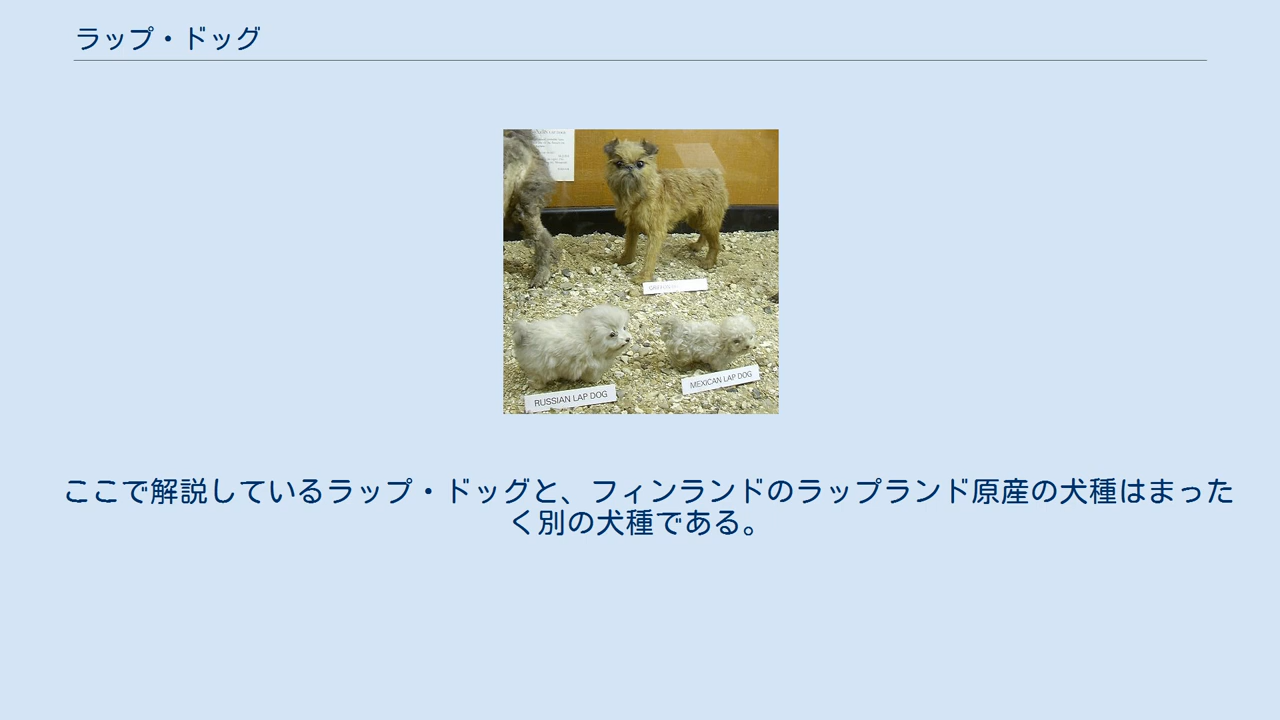 ラップ・ドッグ
RUSSIAN LAP DOG
MEXICAN LAP DOG
ここで解説しているラップ・ドッグと、フィンランドのラップランド原産の犬種はまった
く別の犬種である。